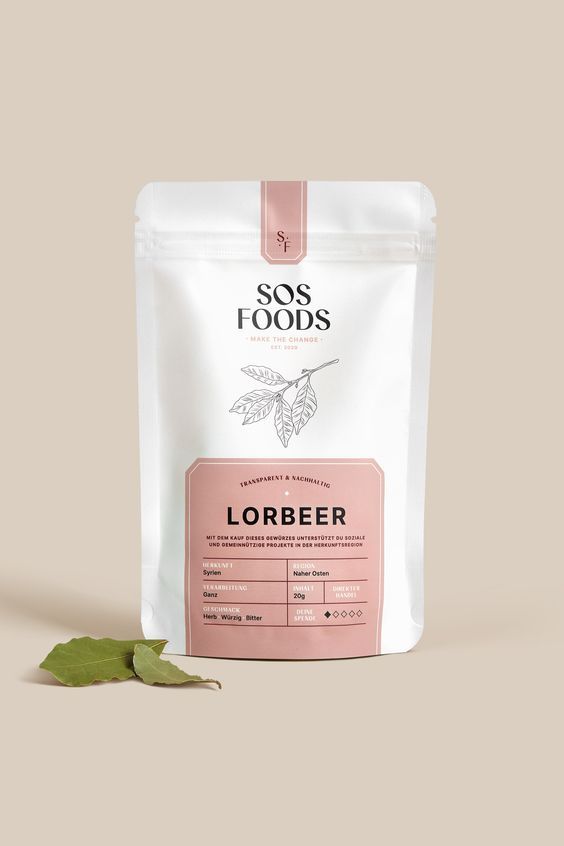 S.
F
SOS
FOODS
· MAKE THE CHANGE ·
EST. 2020
TRANSPARENT & NACHHALTIG
LORBEER
MIT DEM KAUF DIESES GEWÜRZES UNTERSTÜTZT DU SOZIALE
UND GEMEINNÜTZIGE PROJEKTE IN DER HERKUNFTSREGION
HERKUNFT
Syrien
REGION
Naher Osten
VERARBEITUNG
Ganz
INHALT
20g
DIREKTER
HANDEL
GESCHMACK
Herb Würzig Bitter
DEINE
SPENDE